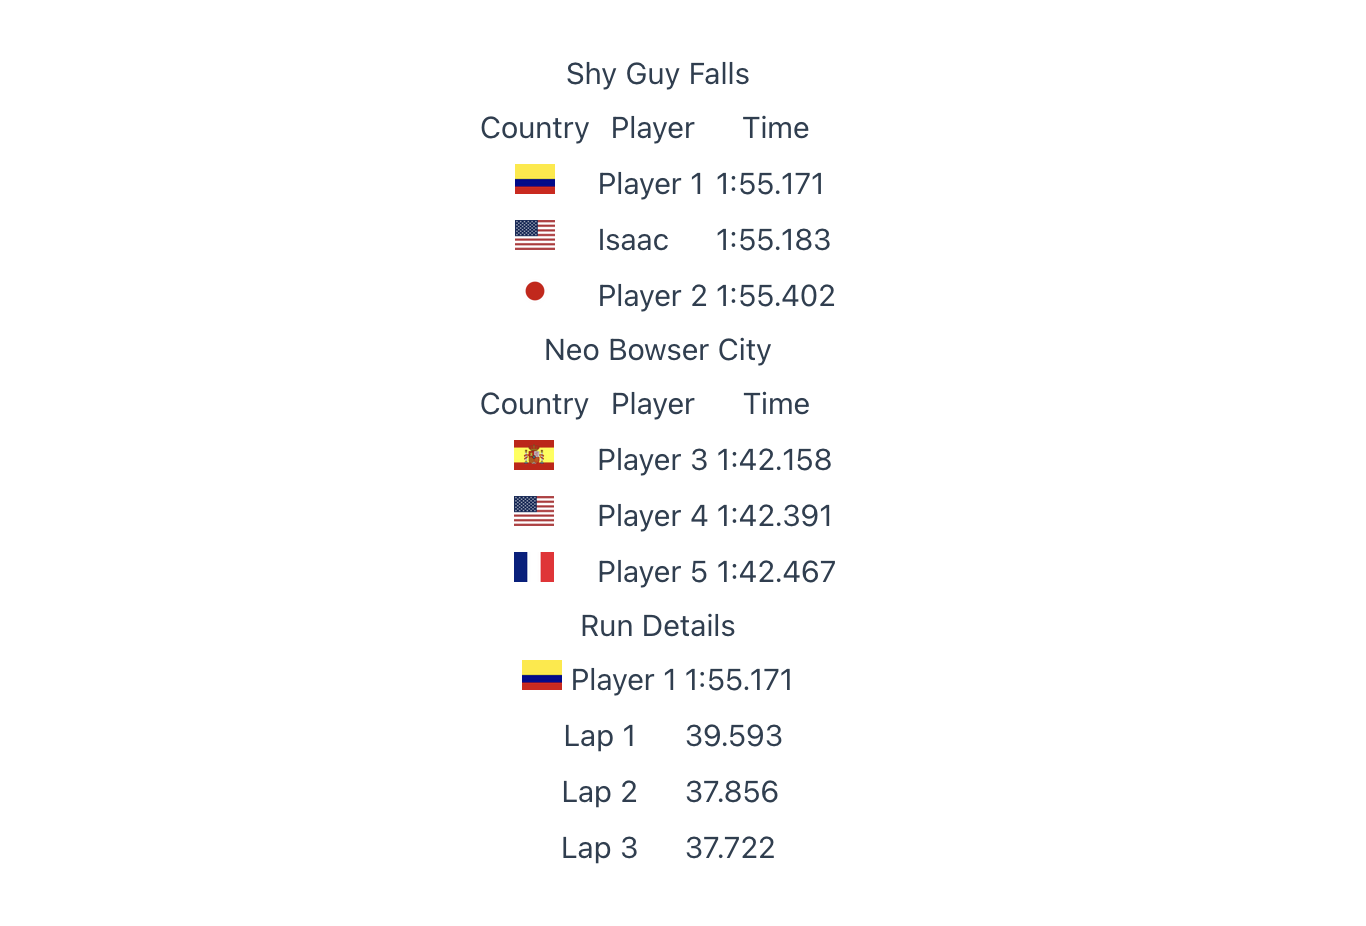 Shy Guy Falls
Country Player Time
Player 1 1:55.171
Isaac 1:55.183
Player 2 1:55.402
Neo Bowser City
Country Player Time
Player 3 1:42.158
Player 4 1:42.391
Player 5 1:42.467
Run Details
Player 1 1:55.171
Lap 1 39.593
Lap 2 37.856
Lap 3 37.722